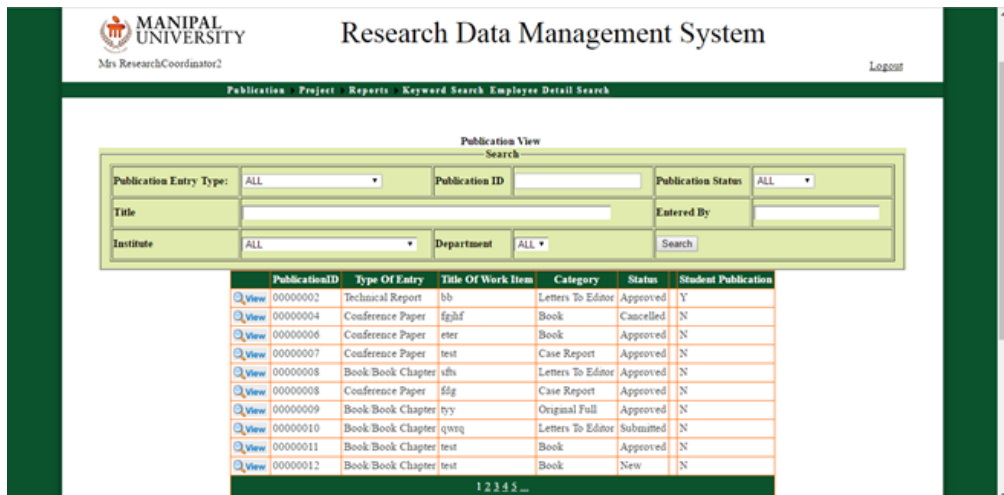 MANIPAL
UNIVERSITY
Research Data Management System
Mrs ResearchCoordinator2
Logout
Publication Project Reports Keyword Search Employee Detail Search
Publication View
Search
Publication Entry Type: ALL Publication ID Publication Status ALL
Title Entered By
Institute ALL Department ALL Search
PublicationID Type Of Entry Title Of Work Item Category Status Student Publication
View 00000002 Technical Report bb Letters To Editor Approved Y
View 00000004 Conference Paper fgjhf Book Cancelled N
View 00000006 Conference Paper eter Book Approved N
View 00000007 Conference Paper test Case Report Approved N
View 00000008 Book/Book Chapter Letters To Editor Approved N
View 00000008 Conference Paper fdg Case Report Approved N
View 00000009 Book/Book Chapter tyy Original Full Approved N
View 00000010 Book/Book Chapter qwrq Letters To Editor Submitted N
View 00000011 Book/Book Chapter test Book Approved N
View 00000012 Book/Book Chapter test Book New N
1 2 3 4 5 ...